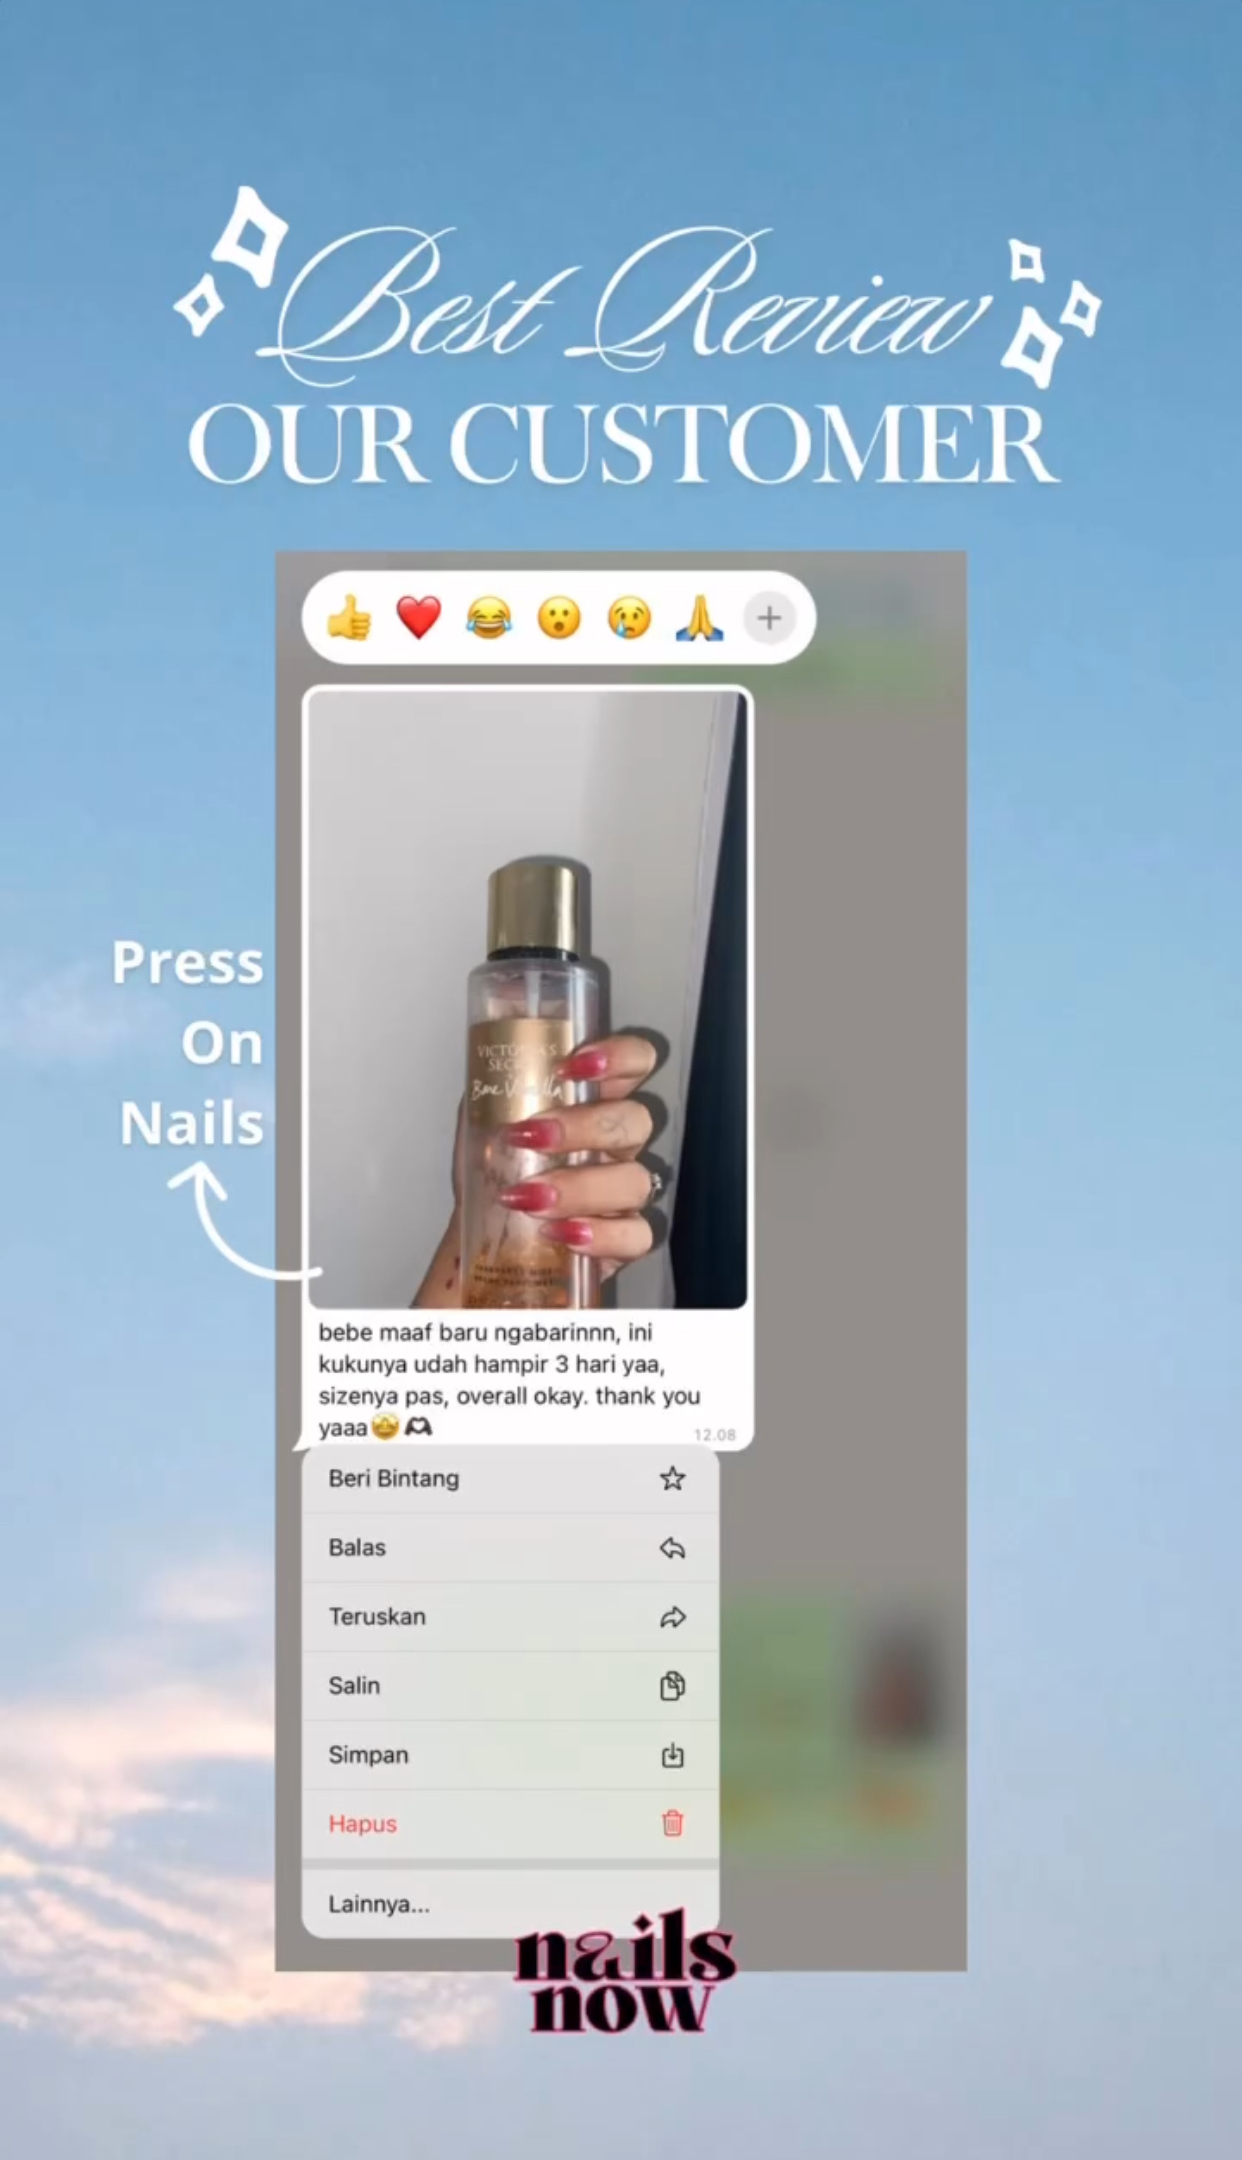 Best Review
OUR CUSTOMER
Press
On
Nails
VICTORIA'S
SECRET
Bare Vanilla
bebe maaf baru ngabarinnn, ini
kukunya udah hampir 3 hari yaa,
sizenya pas, overall okay. thank you
yaaa🤩🫶
12.08
Beri Bintang
Balas
Teruskan
Salin
Simpan
Hapus
Lainnya...
nails
now